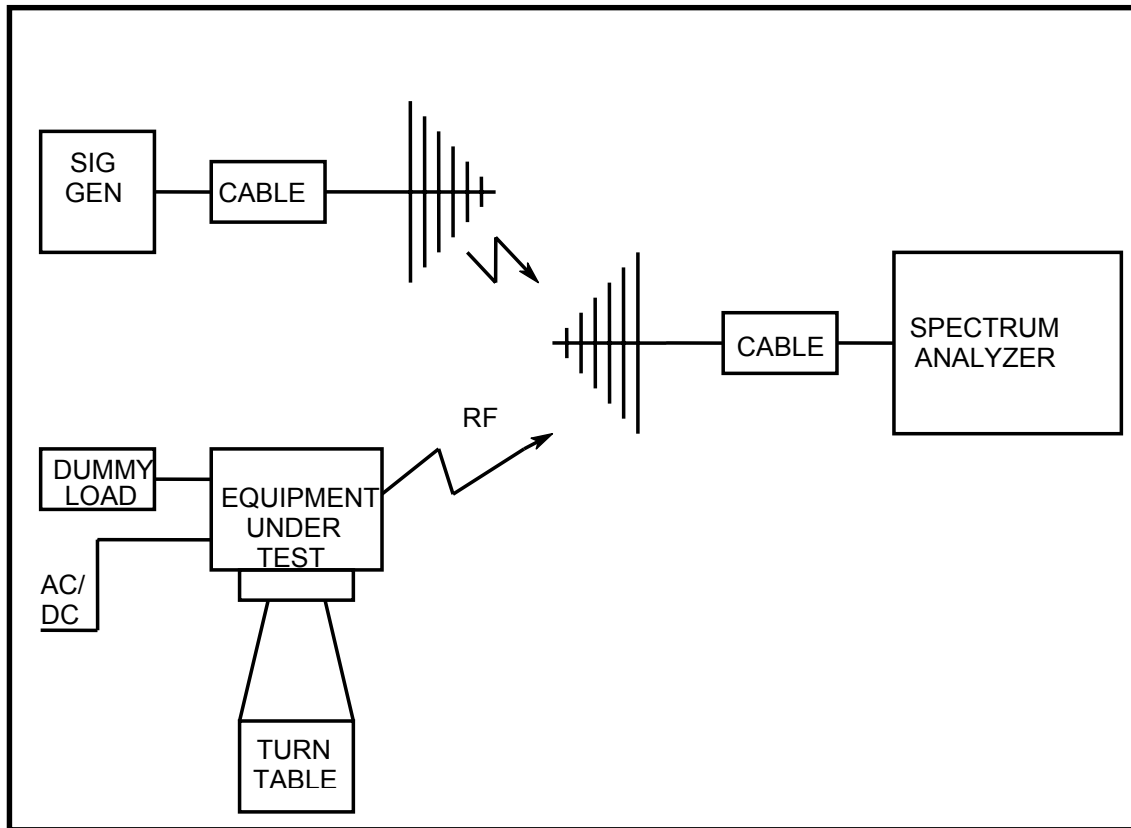 SIG
GEN
CABLE
SPECTRUM
ANALYZER
CABLE
RF
DUMMY
LOAD
EQUIPMENT
UNDER
TEST
AC/
DC
TURN
TABLE